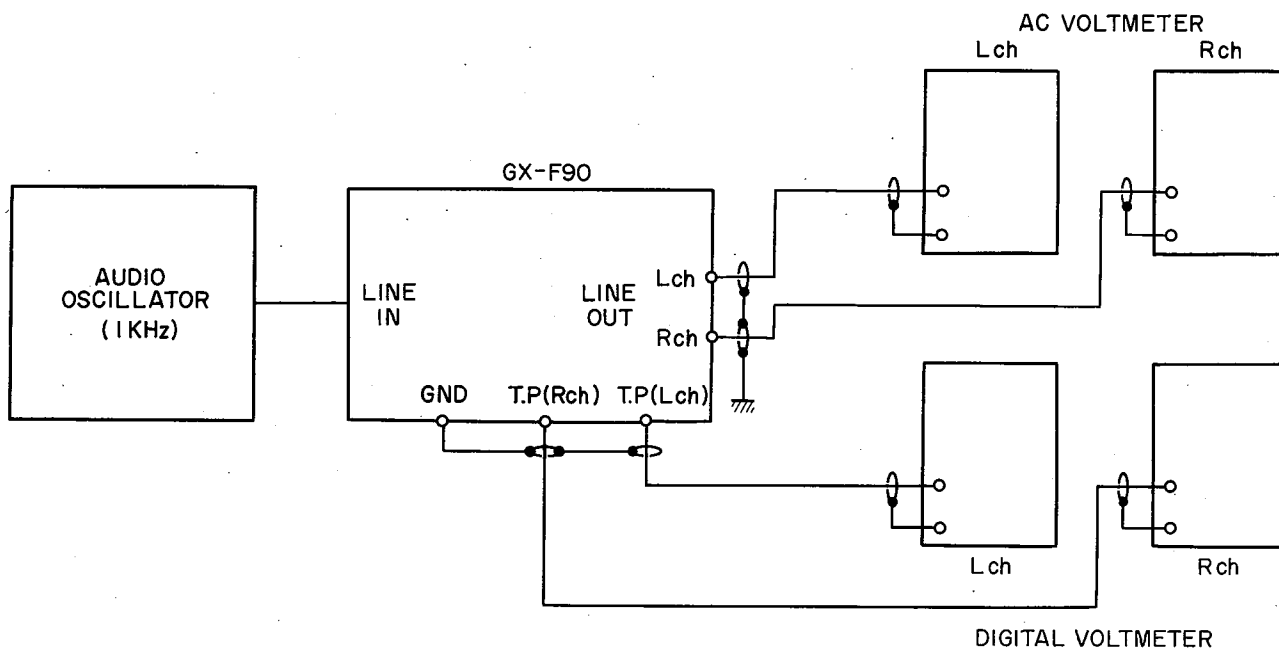 AC VOLTMETER
Lch
Rch
GX-F90
AUDIO
OSCILLATOR
(1KHz)
LINE
IN
LINE
OUT
Lch
Rch
GND
T.P(Rch)
T.P(Lch)
Lch
Rch
DIGITAL VOLTMETER